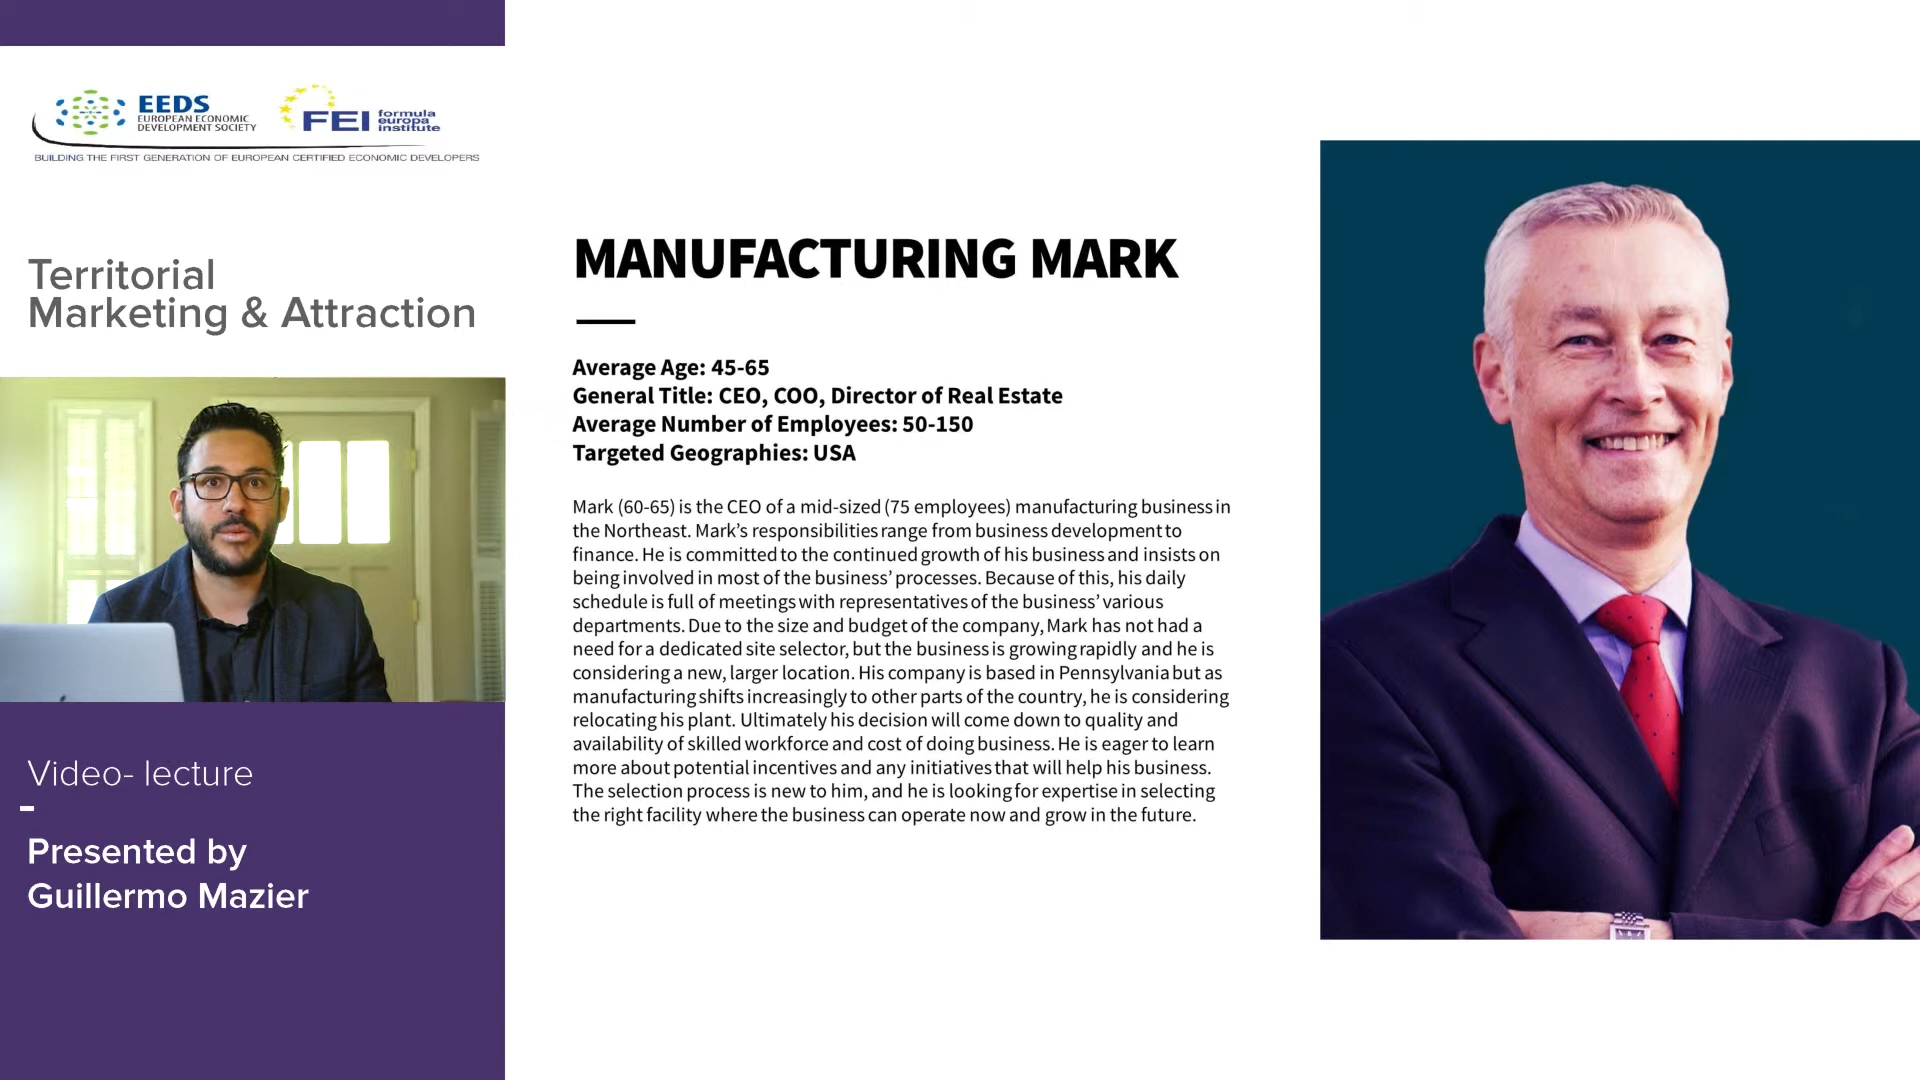 EEDS
EUROPEAN ECONOMIC
DEVELOPMENT SOCIETY
FEI
formula
europa
institute
BUILDING THE FIRST GENERATION OF EUROPEAN CERTIFIED ECONOMIC DEVELOPERS
Territorial
Marketing & Attraction
Video- lecture
Presented by
Guillermo Mazier
MANUFACTURING MARK
Average Age: 45-65
General Title: CEO, COO, Director of Real Estate
Average Number of Employees: 50-150
Targeted Geographies: USA
Mark (60-65) is the CEO of a mid-sized (75 employees) manufacturing business in
the Northeast. Mark’s responsibilities range from business development to
finance. He is committed to the continued growth of his business and insists on
being involved in most of the business’ processes. Because of this, his daily
schedule is full of meetings with representatives of the business’ various
departments. Due to the size and budget of the company, Mark has not had a
need for a dedicated site selector, but the business is growing rapidly and he is
considering a new, larger location. His company is based in Pennsylvania but as
manufacturing shifts increasingly to other parts of the country, he is considering
relocating his plant. Ultimately his decision will come down to quality and
availability of skilled workforce and cost of doing business. He is eager to learn
more about potential incentives and any initiatives that will help his business.
The selection process is new to him, and he is looking for expertise in selecting
the right facility where the business can operate now and grow in the future.